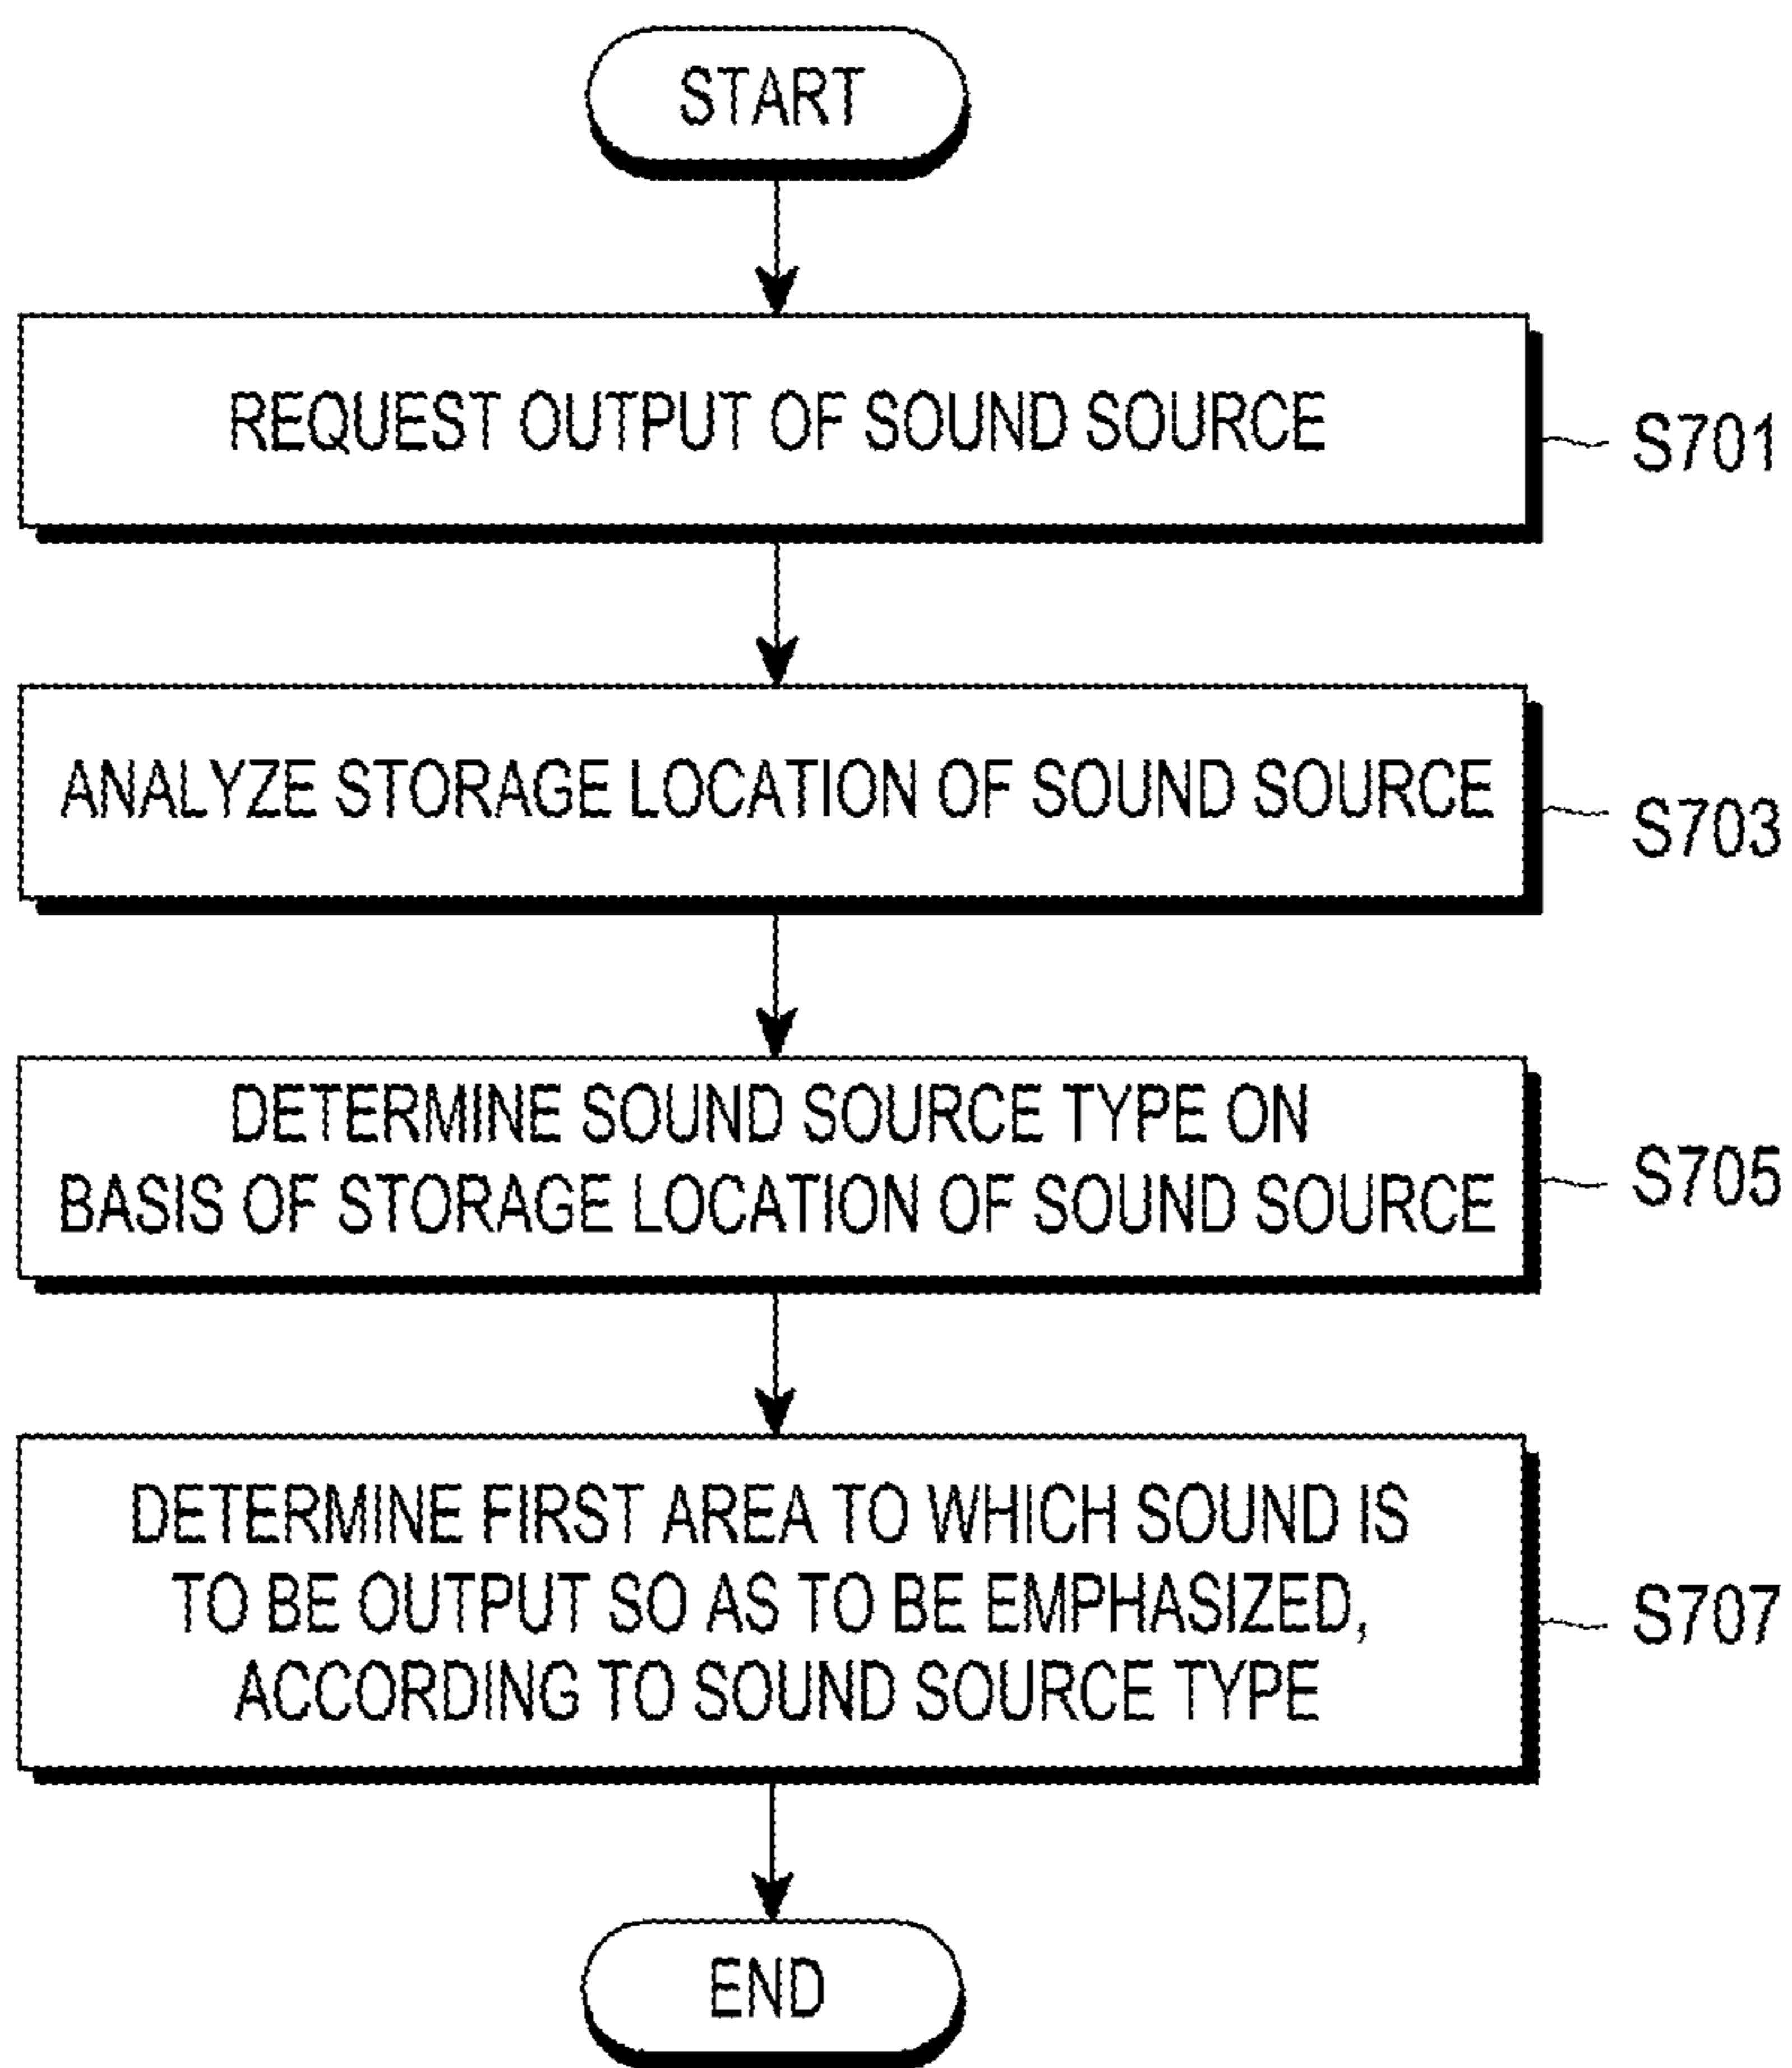 START
REQUEST OUTPUT OF SOUND SOURCE
S701
ANALYZE STORAGE LOCATION OF SOUND SOURCE
S703
DETERMINE SOUND SOURCE TYPE ON
BASIS OF STORAGE LOCATION OF SOUND SOURCE
S705
DETERMINE FIRST AREA TO WHICH SOUND IS
TO BE OUTPUT SO AS TO BE EMPHASIZED,
ACCORDING TO SOUND SOURCE TYPE
S707
END